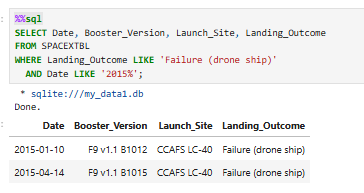 %%sql
SELECT Date, Booster_Version, Launch_Site, Landing_Outcome
FROM SPACEXTBL
WHERE Landing_Outcome LIKE 'Failure (drone ship)'
AND Date LIKE '2015%';
* sqlite:///my_data1.db
Done.
Date Booster_Version Launch_Site Landing_Outcome
2015-01-10 F9 v1.1 B1012 CCAFS LC-40 Failure (drone ship)
2015-04-14 F9 v1.1 B1015 CCAFS LC-40 Failure (drone ship)